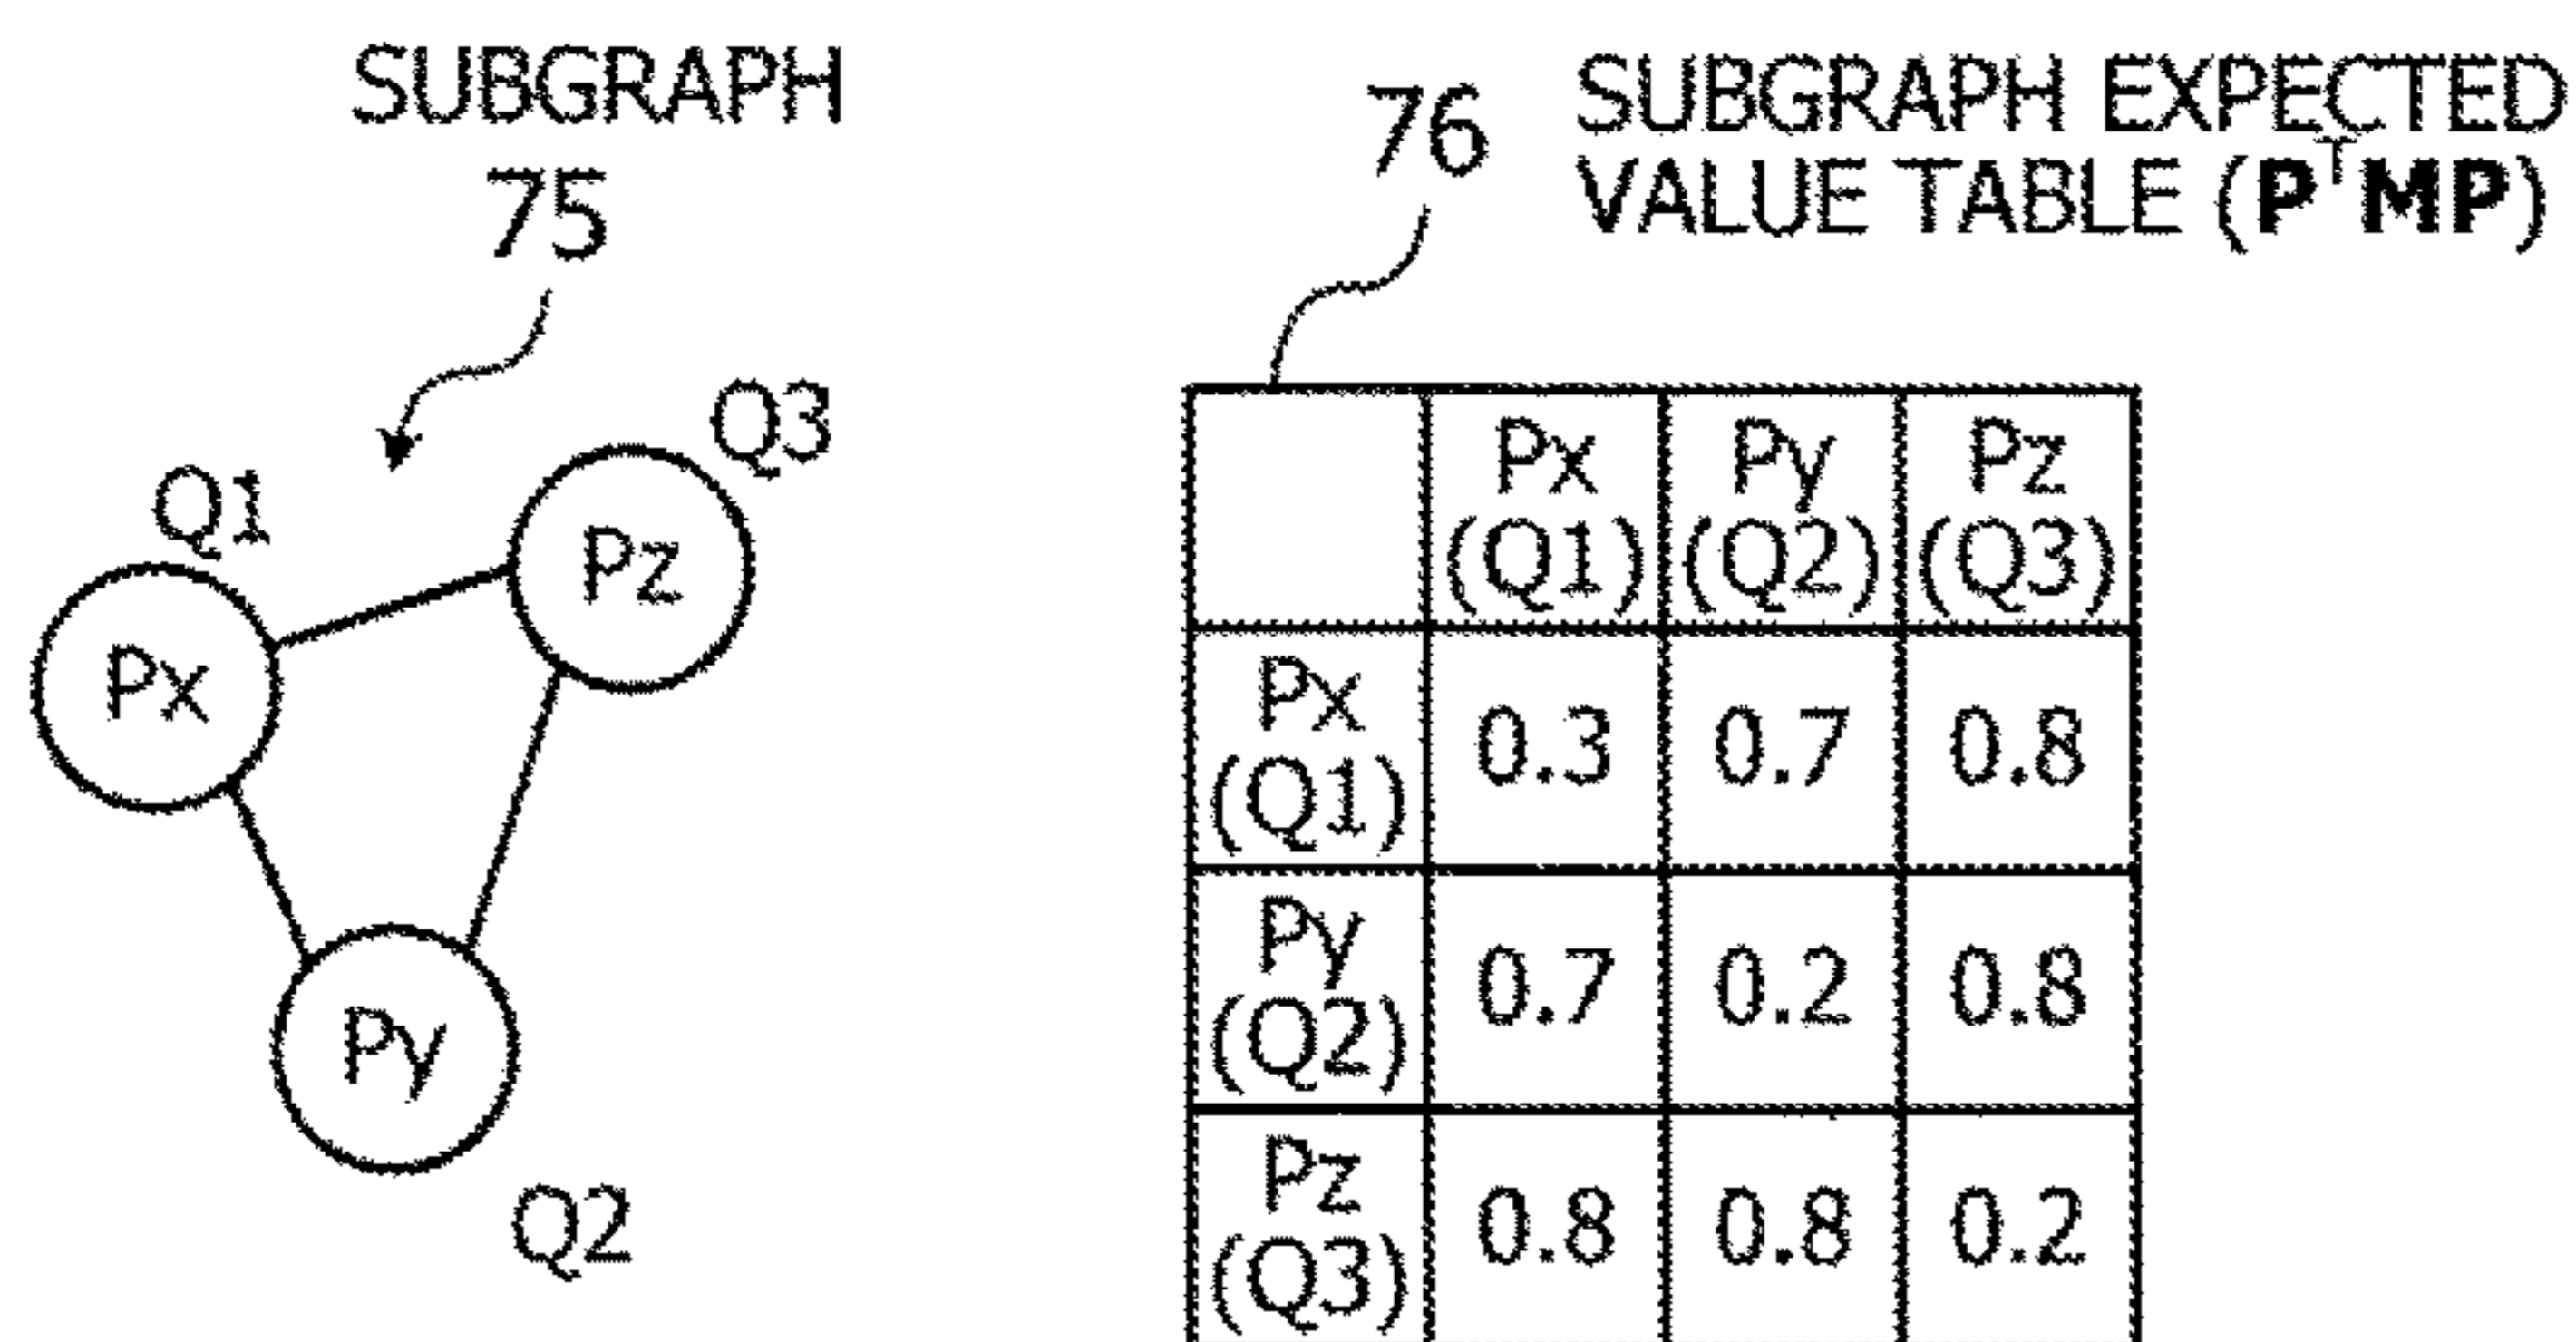 SUBGRAPH
75
Q1
Q3
Px
Pz
Py
Q2
76
SUBGRAPH EXPECTED
VALUE TABLE (PᵀMP)
Px Py Pz
(Q1) (Q2) (Q3)
Px
(Q1) 0.3 0.7 0.8
Py
(Q2) 0.7 0.2 0.8
Pz
(Q3) 0.8 0.8 0.2